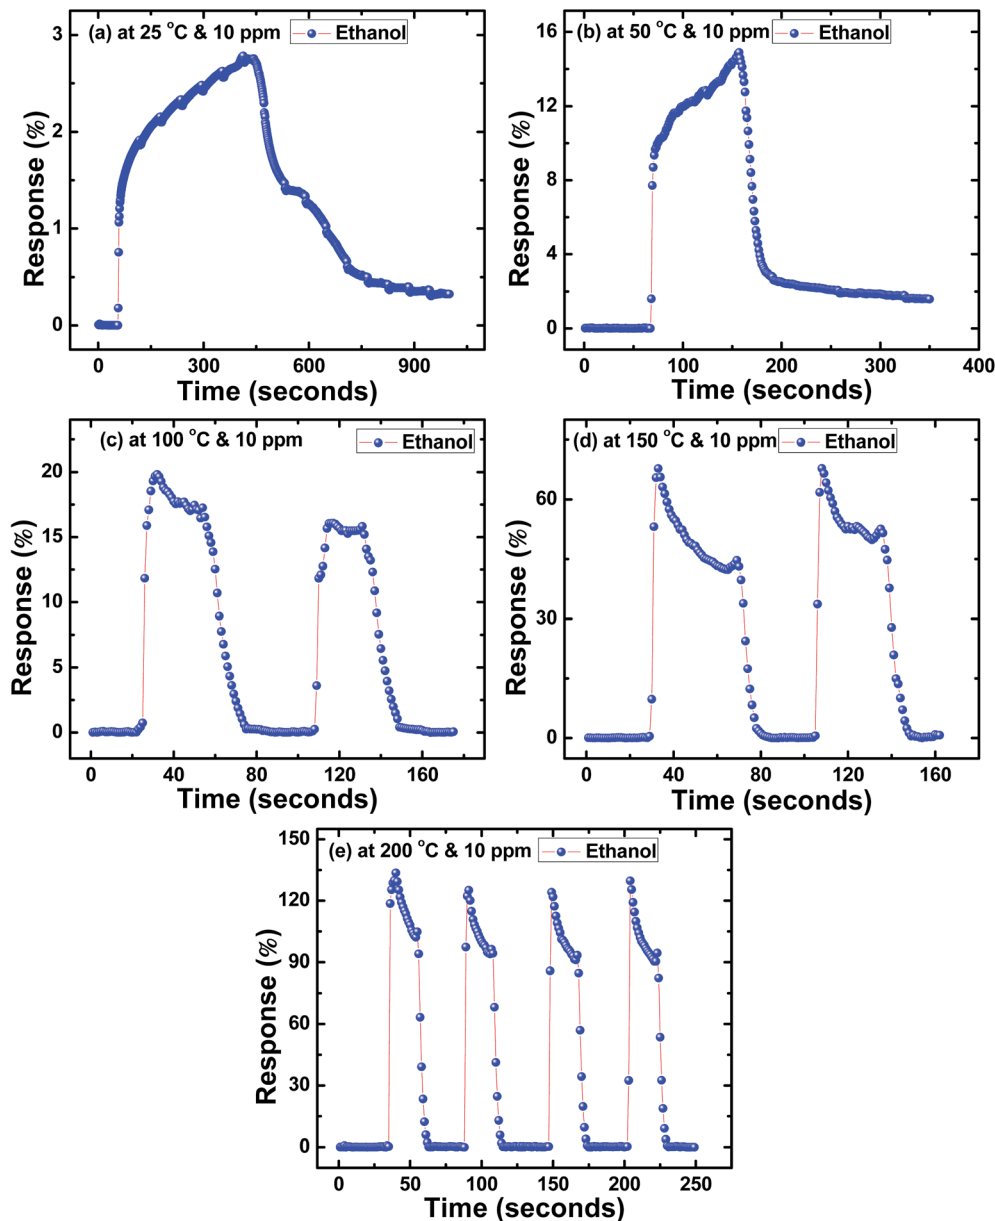 (a) at 25 °C & 10 ppm
Ethanol
3
2
1
0
Response (%)
0 300 600 900
Time (seconds)
(b) at 50 °C & 10 ppm
Ethanol
16
12
8
4
0
Response (%)
0 100 200 300 400
Time (seconds)
(c) at 100 °C & 10 ppm
Ethanol
20
15
10
5
0
Response (%)
0 40 80 120 160
Time (seconds)
(d) at 150 °C & 10 ppm
Ethanol
60
30
0
Response (%)
0 40 80 120 160
Time (seconds)
(e) at 200 °C & 10 ppm
Ethanol
150
120
90
60
30
0
Response (%)
0 50 100 150 200 250
Time (seconds)